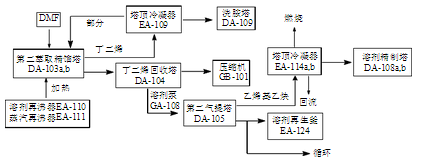 DMF
部分
塔顶冷凝器
EA-109
洗胺塔
DA-109
燃烧
丁二烯
第二萃取精馏塔
DA-103a,b
塔顶冷凝器
EA-114a,b
溶剂精制塔
DA-108a,b
丁二烯回收塔
DA-104
压缩机
GB-101
加热
溶剂泵
GA-108
乙烯基乙炔
回流
溶剂再沸器EA-110
蒸汽再沸器EA-111
第二气提塔
DA-105
溶剂再生釜
EA-124
循环